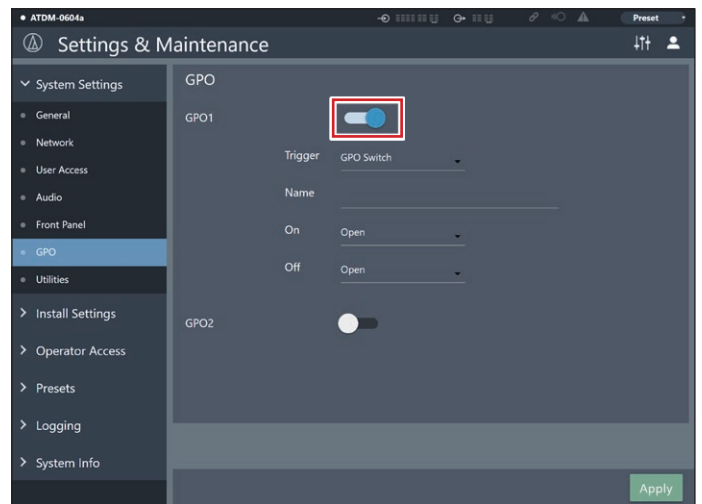 ATDM-0604a
Preset
Settings & Maintenance
System Settings
General
Network
User Access
Audio
Front Panel
GPO
Utilities
Install Settings
Operator Access
Presets
Logging
System Info
GPO
GPO1
Trigger GPO Switch
Name
On Open
Off Open
GPO2
Apply